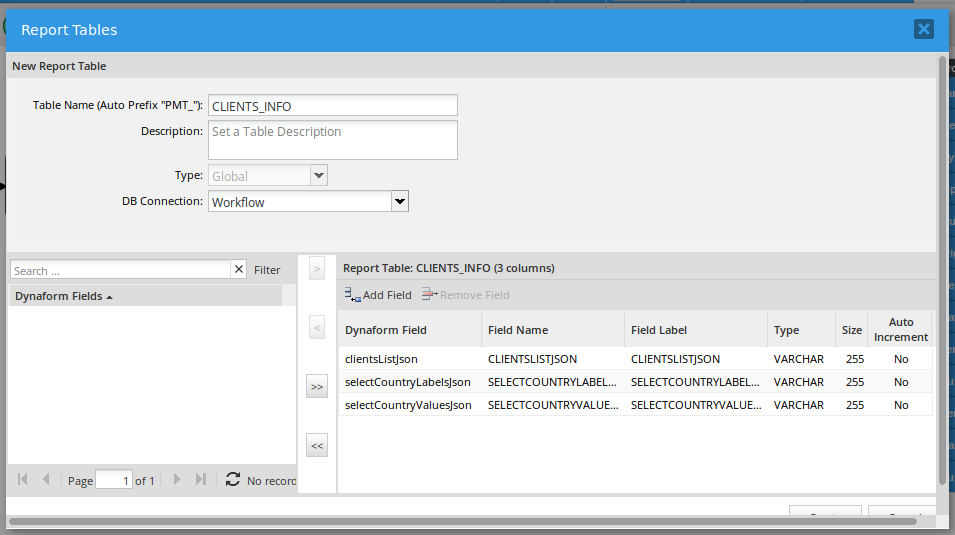 Report Tables
New Report Table
Table Name (Auto Prefix "PMT_"): CLIENTS_INFO
Description: Set a Table Description
Type: Global
DB Connection: Workflow
Search ... Filter
Dynaform Fields
Page 1 of 1 No record
>
<
>>
<<
Report Table: CLIENTS_INFO (3 columns)
Add Field Remove Field
Dynaform Field Field Name Field Label Type Size Auto Increment
clientsListJson CLIENTSLISTJSON CLIENTSLISTJSON VARCHAR 255 No
selectCountryLabelsJson SELECTCOUNTRYLABEL... SELECTCOUNTRYLABEL... VARCHAR 255 No
selectCountryValuesJson SELECTCOUNTRYVALUE... SELECTCOUNTRYVALUE... VARCHAR 255 No